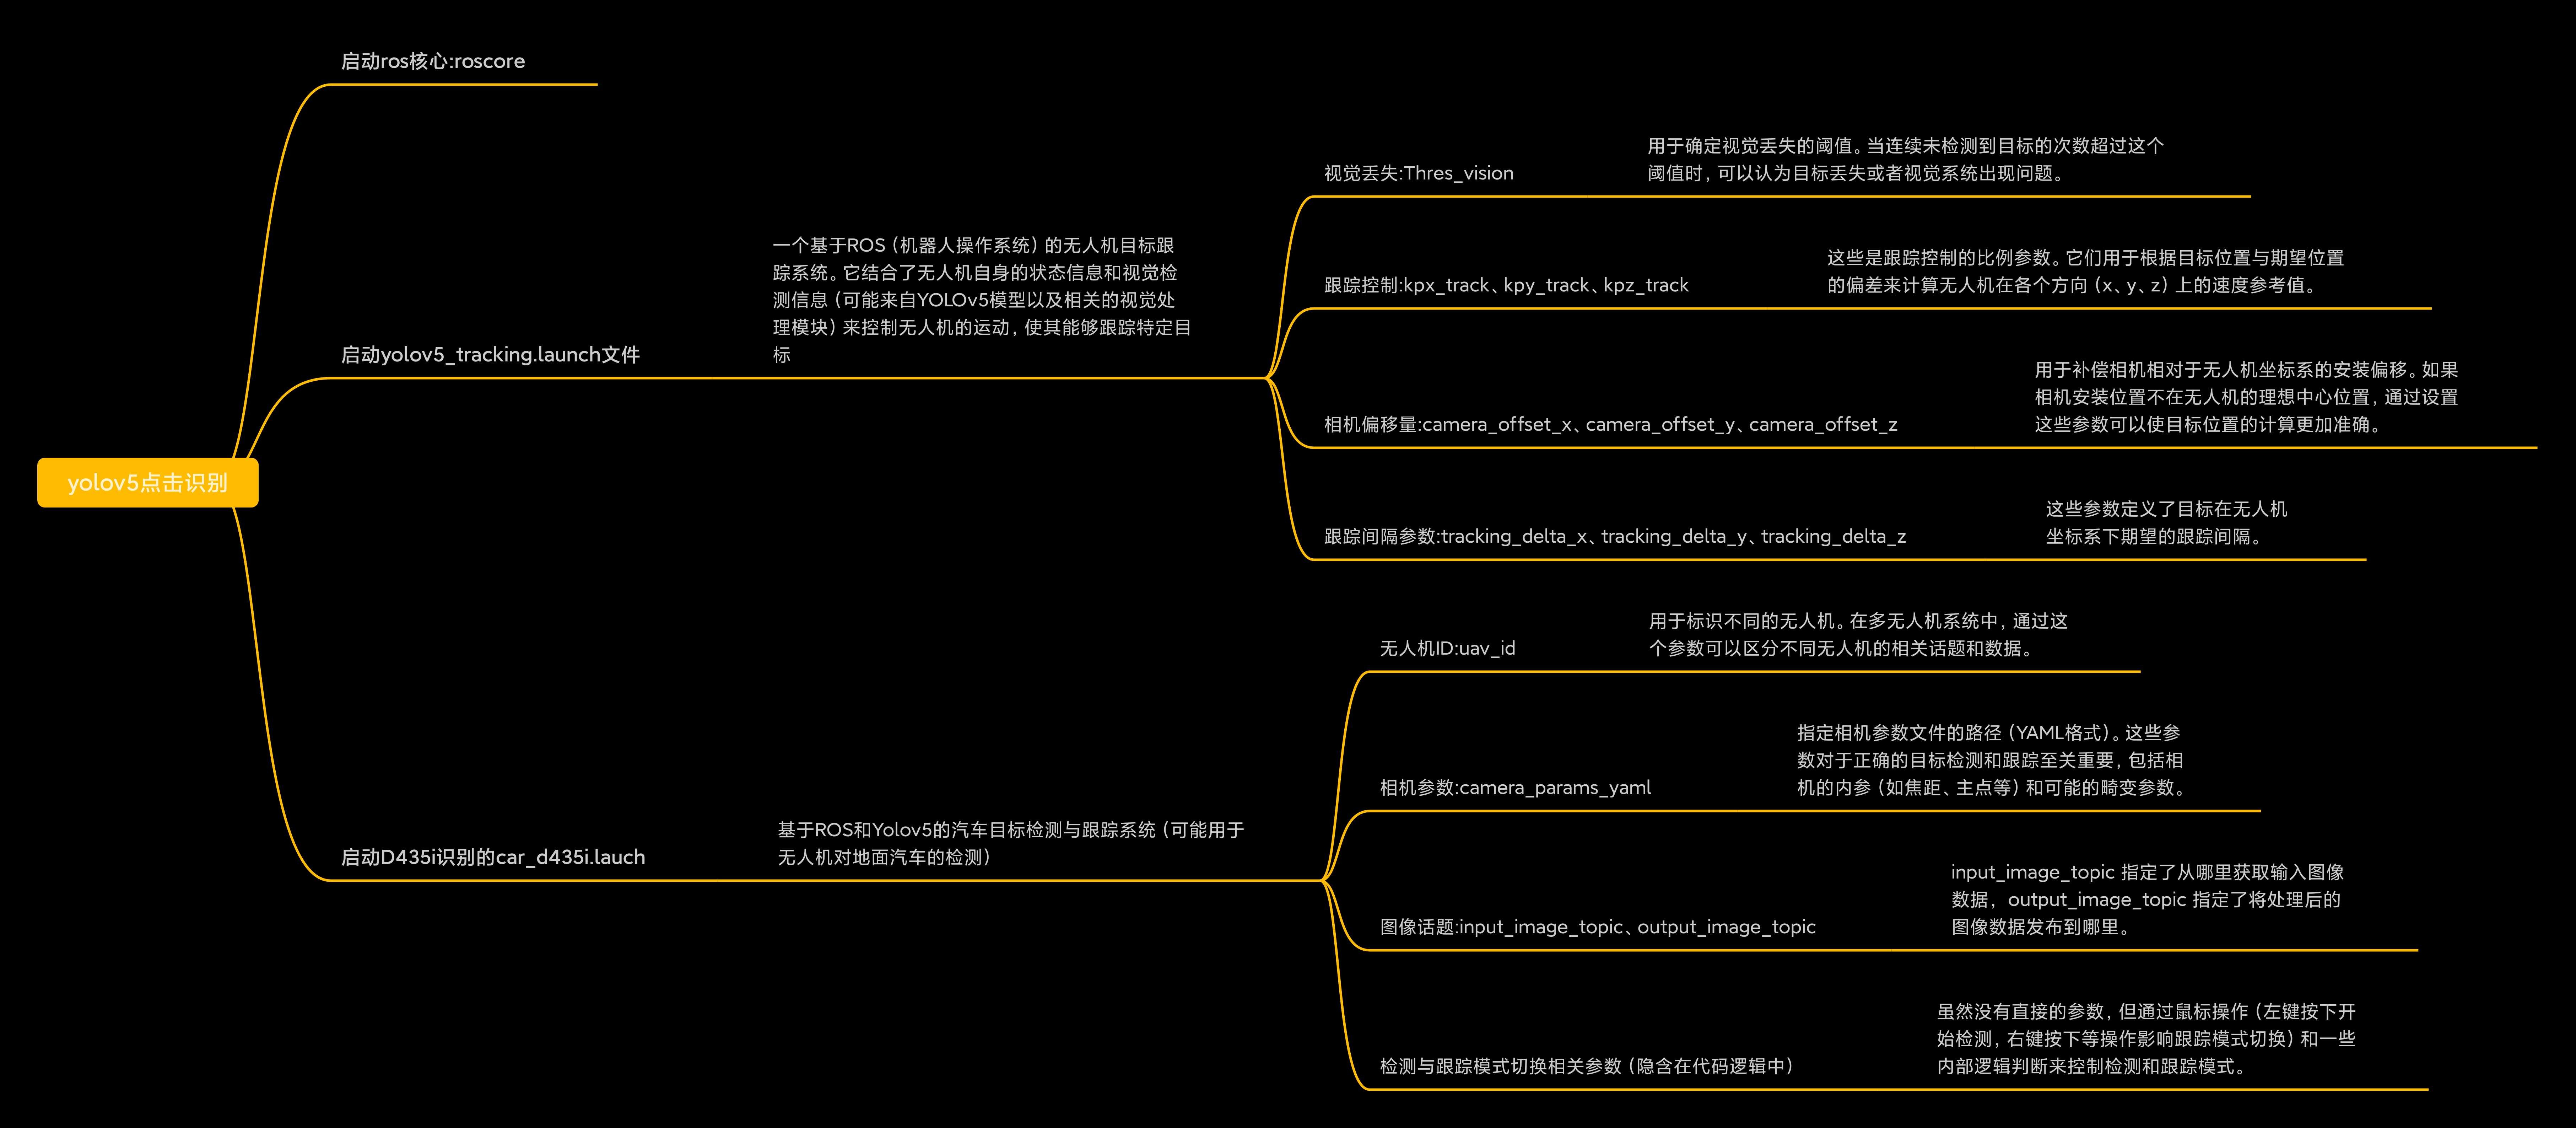 yolov5点击识别
启动ros核心:roscore
启动yolov5_tracking.launch文件
一个基于ROS（机器人操作系统）的无人机目标跟
踪系统。它结合了无人机自身的状态信息和视觉检
测信息（可能来自YOLOv5模型以及相关的视觉处
理模块）来控制无人机的运动，使其能够跟踪特定目
标
视觉丢失:Thres_vision
用于确定视觉丢失的阈值。当连续未检测到目标的次数超过这个
阈值时，可以认为目标丢失或者视觉系统出现问题。
跟踪控制:kpx_track、kpy_track、kpz_track
这些是跟踪控制的比例参数。它们用于根据目标位置与期望位置
的偏差来计算无人机在各个方向（x、y、z）上的速度参考值。
相机偏移量:camera_offset_x、camera_offset_y、camera_offset_z
用于补偿相机相对于无人机坐标系的安装偏移。如果
相机安装位置不在无人机的理想中心位置，通过设置
这些参数可以使目标位置的计算更加准确。
跟踪间隔参数:tracking_delta_x、tracking_delta_y、tracking_delta_z
这些参数定义了目标在无人机
坐标系下期望的跟踪间隔。
启动D435i识别的car_d435i.lauch
基于ROS和Yolov5的汽车目标检测与跟踪系统（可能用于
无人机对地面汽车的检测）
无人机ID:uav_id
用于标识不同的无人机。在多无人机系统中，通过这
个参数可以区分不同无人机的相关话题和数据。
相机参数:camera_params_yaml
指定相机参数文件的路径（YAML格式）。这些参
数对于正确的目标检测和跟踪至关重要，包括相
机的内参（如焦距、主点等）和可能的畸变参数。
图像话题:input_image_topic、output_image_topic
input_image_topic 指定了从哪里获取输入图像
数据， output_image_topic 指定了将处理后的
图像数据发布到哪里。
检测与跟踪模式切换相关参数（隐含在代码逻辑中）
虽然没有直接的参数，但通过鼠标操作（左键按下开
始检测，右键按下等操作影响跟踪模式切换）和一些
内部逻辑判断来控制检测和跟踪模式。